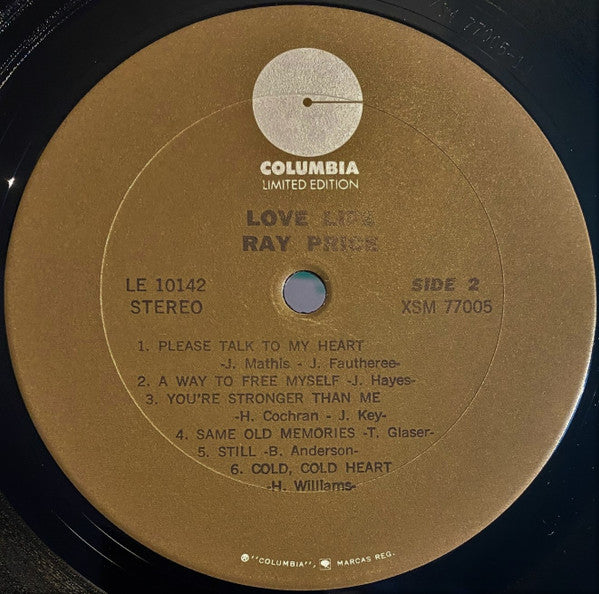 COLUMBIA
LIMITED EDITION
LOVE LIFE
RAY PRICE
LE 10142
STEREO
SIDE 2
XSM 77005
1. PLEASE TALK TO MY HEART
-J. Mathis - J. Fautheree-
2. A WAY TO FREE MYSELF -J. Hayes-
3. YOU'RE STRONGER THAN ME
-H. Cochran - J. Key-
4. SAME OLD MEMORIES -T. Glaser-
5. STILL -B. Anderson-
6. COLD, COLD HEART
-H. Williams-
® "COLUMBIA", MARCAS REG.